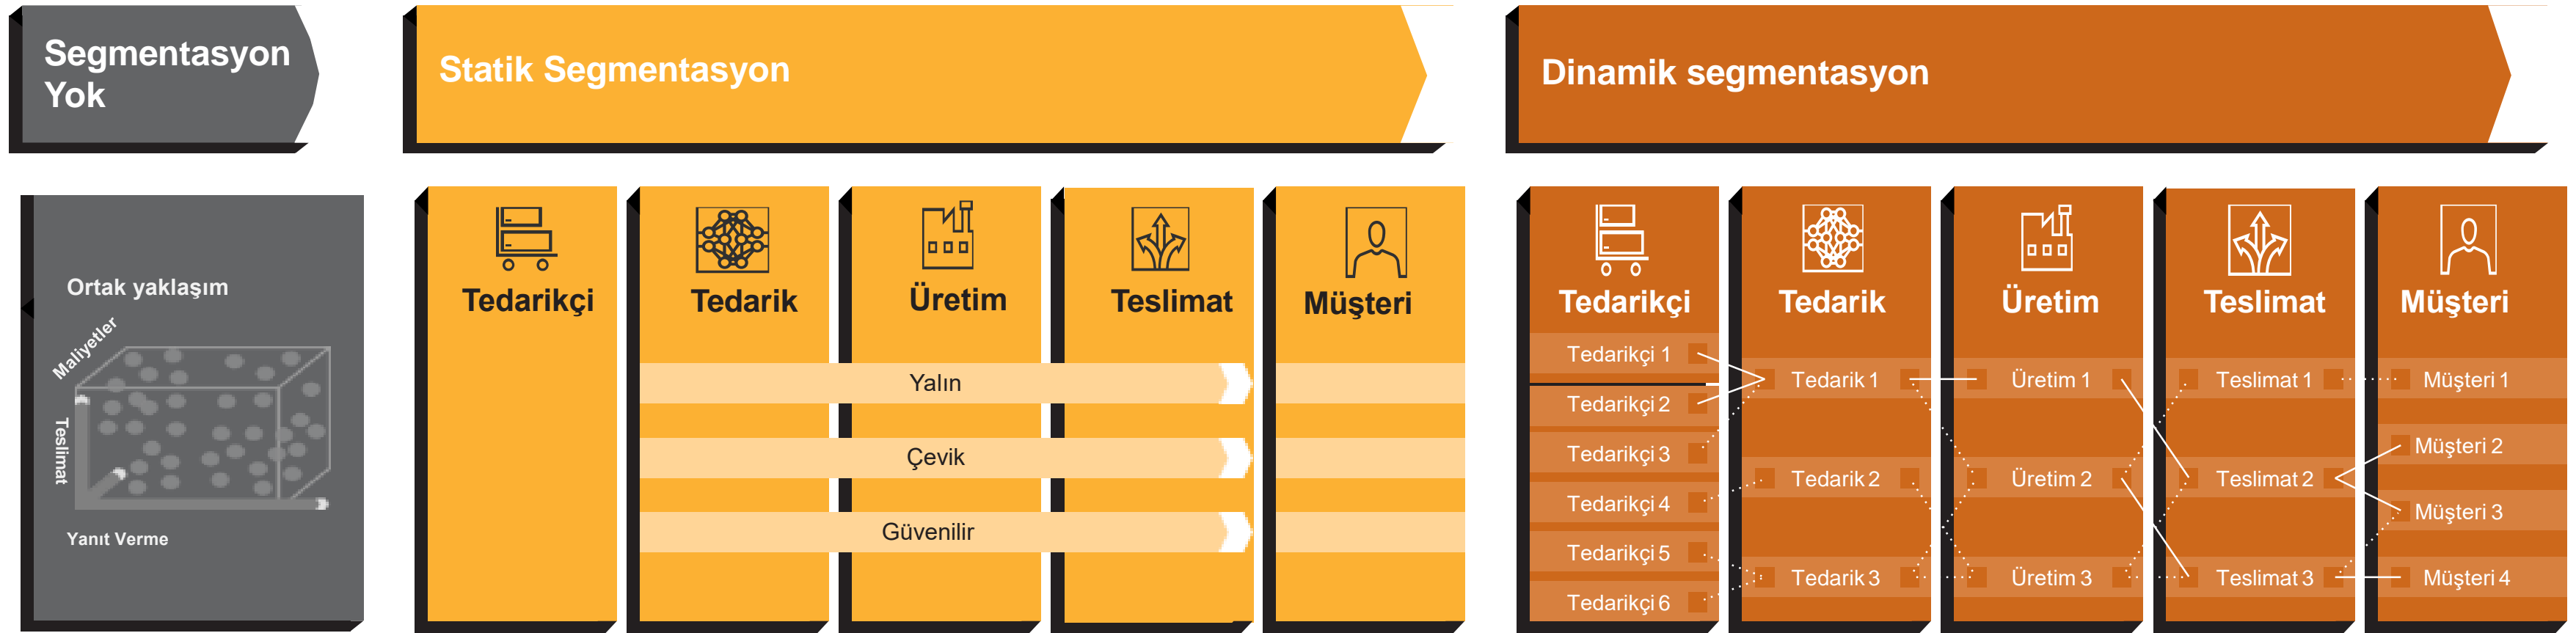 Segmentasyon
Yok
Statik Segmentasyon
Dinamik segmentasyon
Ortak yaklaşım
Maliyetler
Teslimat
Yanıt Verme
Tedarikçi
Tedarik
Üretim
Teslimat
Müşteri
Yalın
Çevik
Güvenilir
Tedarikçi
Tedarik
Üretim
Teslimat
Müşteri
Tedarikçi 1
Tedarikçi 2
Tedarikçi 3
Tedarikçi 4
Tedarikçi 5
Tedarikçi 6
Tedarik 1
Tedarik 2
Tedarik 3
Üretim 1
Üretim 2
Üretim 3
Teslimat 1
Teslimat 2
Teslimat 3
Müşteri 1
Müşteri 2
Müşteri 3
Müşteri 4